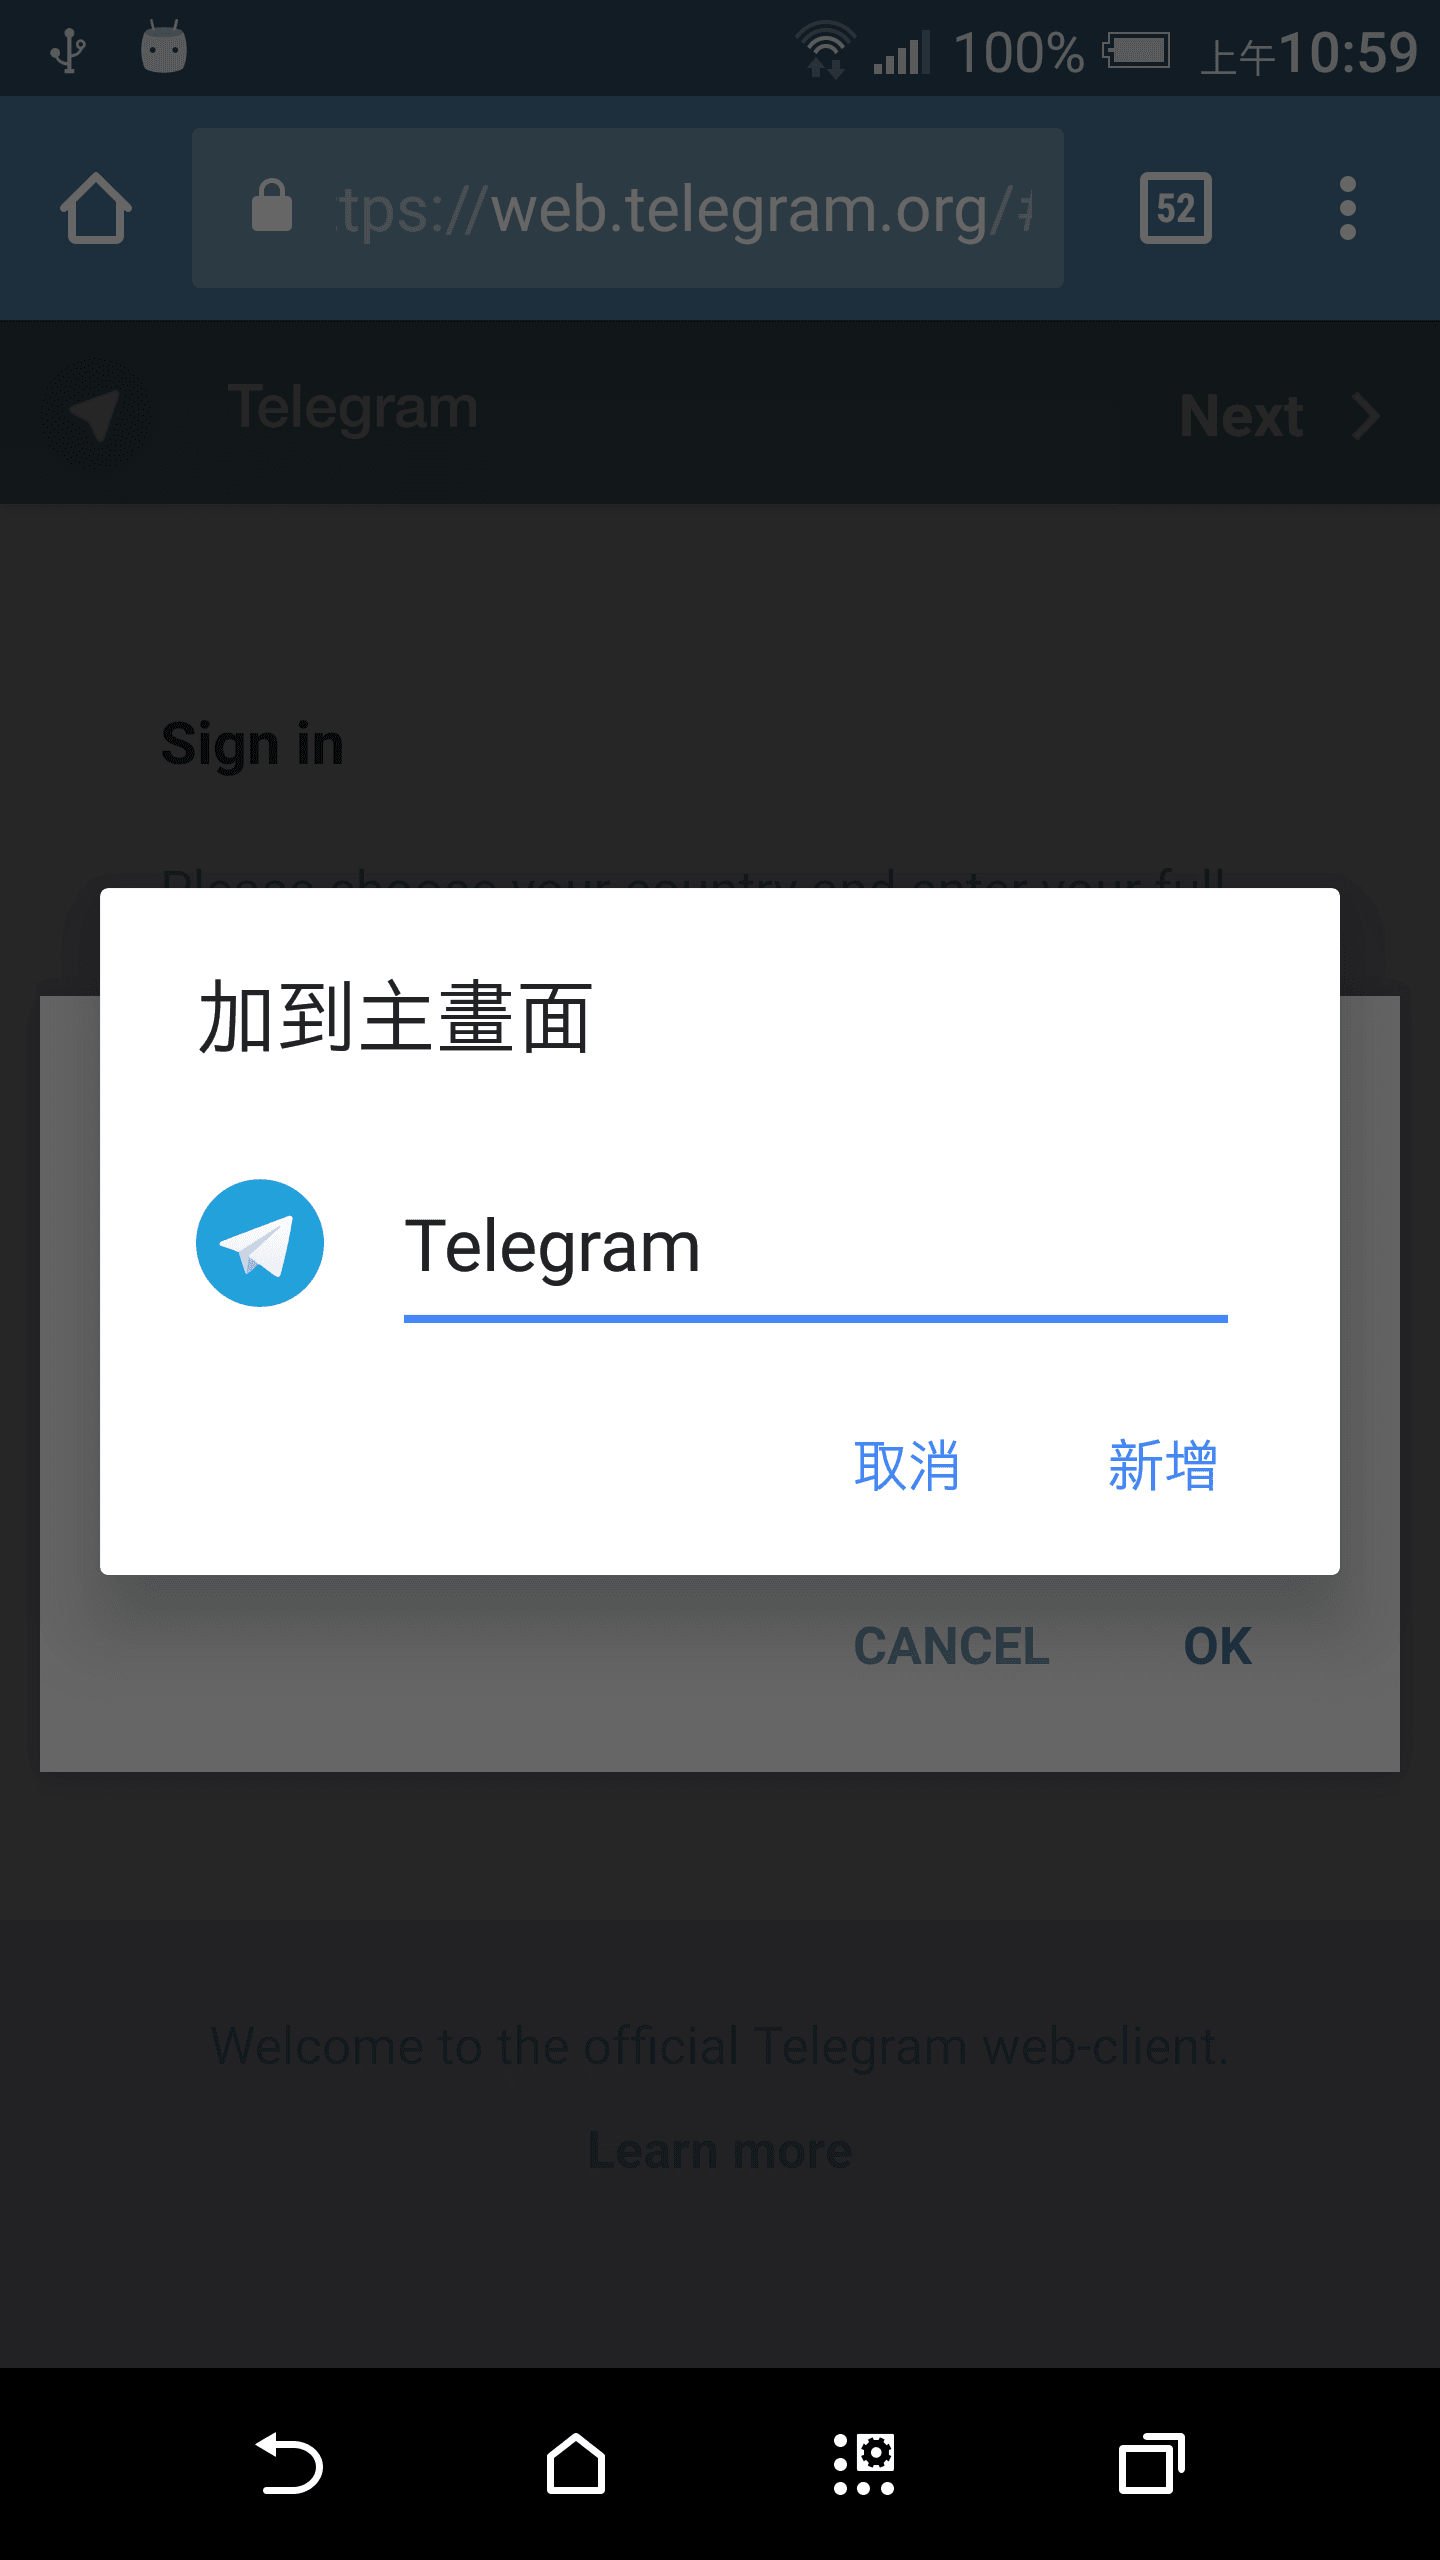 100% 上午10:59
tps://web.telegram.org/
52
Telegram
Next
Sign in
Please choose your country and enter your full
加到主畫面
Telegram
取消 新增
CANCEL OK
Welcome to the official Telegram web-client.
Learn more